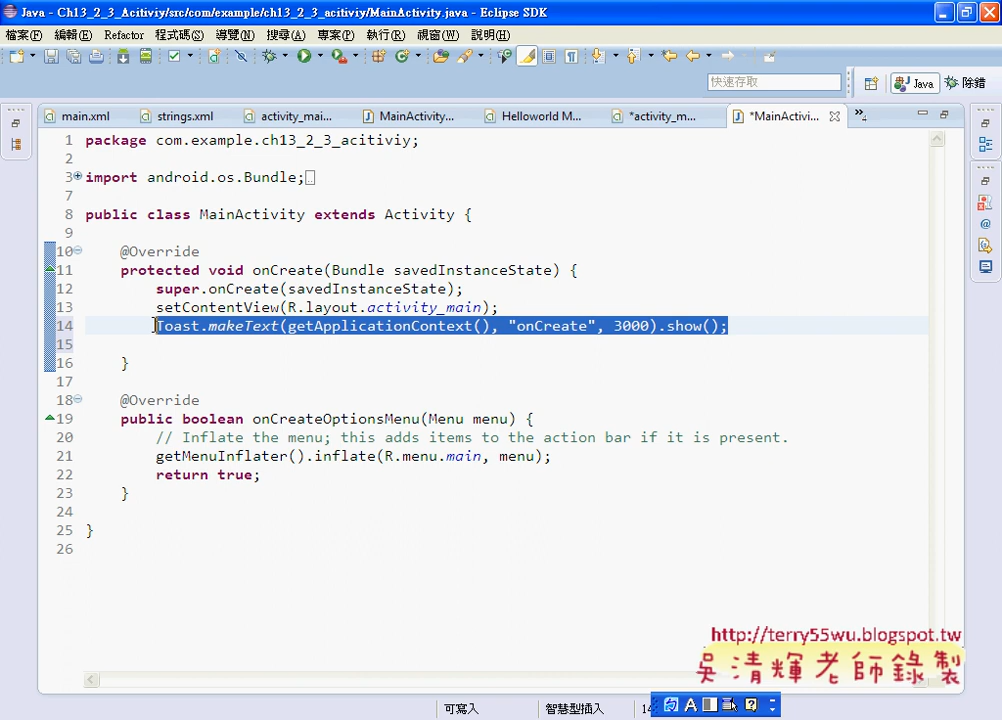 Java - Ch13_2_3_Acitiviy/src/com/example/ch13_2_3_acitiviy/MainActivity.java - Eclipse SDK
檔案(F) 編輯(E) Refactor 程式碼(S) 導覽(N) 搜尋(A) 專案(P) 執行(R) 視窗(W) 說明(H)
快速存取 Java 除錯
main.xml strings.xml activity_mai... MainActivity... Helloworld M... *activity_m... *MainActivi...
1 package com.example.ch13_2_3_acitiviy;
2
3 import android.os.Bundle;
7
8 public class MainActivity extends Activity {
9
10 @Override
11 protected void onCreate(Bundle savedInstanceState) {
12 super.onCreate(savedInstanceState);
13 setContentView(R.layout.activity_main);
14 Toast.makeText(getApplicationContext(), "onCreate", 3000).show();
15
16 }
17
18 @Override
19 public boolean onCreateOptionsMenu(Menu menu) {
20 // Inflate the menu; this adds items to the action bar if it is present.
21 getMenuInflater().inflate(R.menu.main, menu);
22 return true;
23 }
24
25 }
26
http://terry55wu.blogspot.tw
吳清輝老師錄製
可寫入 智慧型插入 14